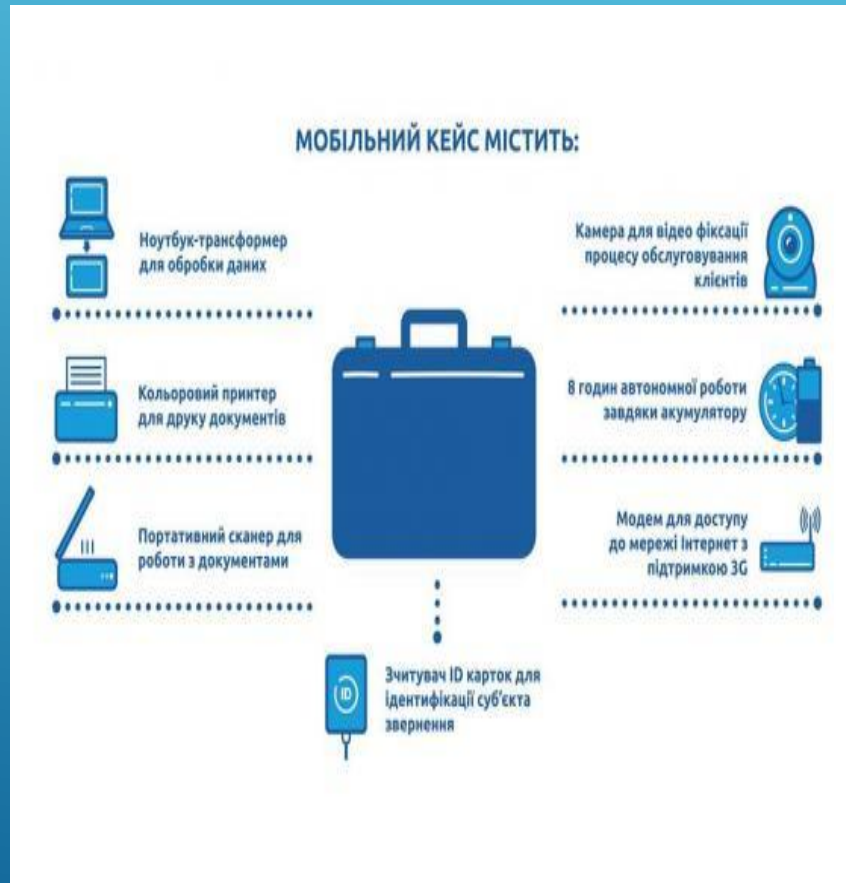 МОБІЛЬНИЙ КЕЙС МІСТИТЬ:
Ноутбук-трансформер
для обробки даних
Кольоровий принтер
для друку документів
Портативний сканер для
роботи з документами
Камера для відео фіксації
процесу обслуговування
клієнтів
8 годин автономної роботи
завдяки акумулятору
Модем для доступу
до мережі Інтернет з
підтримкою 3G
ID
Зчитувач ID карток для
ідентифікації суб'єкта
звернення